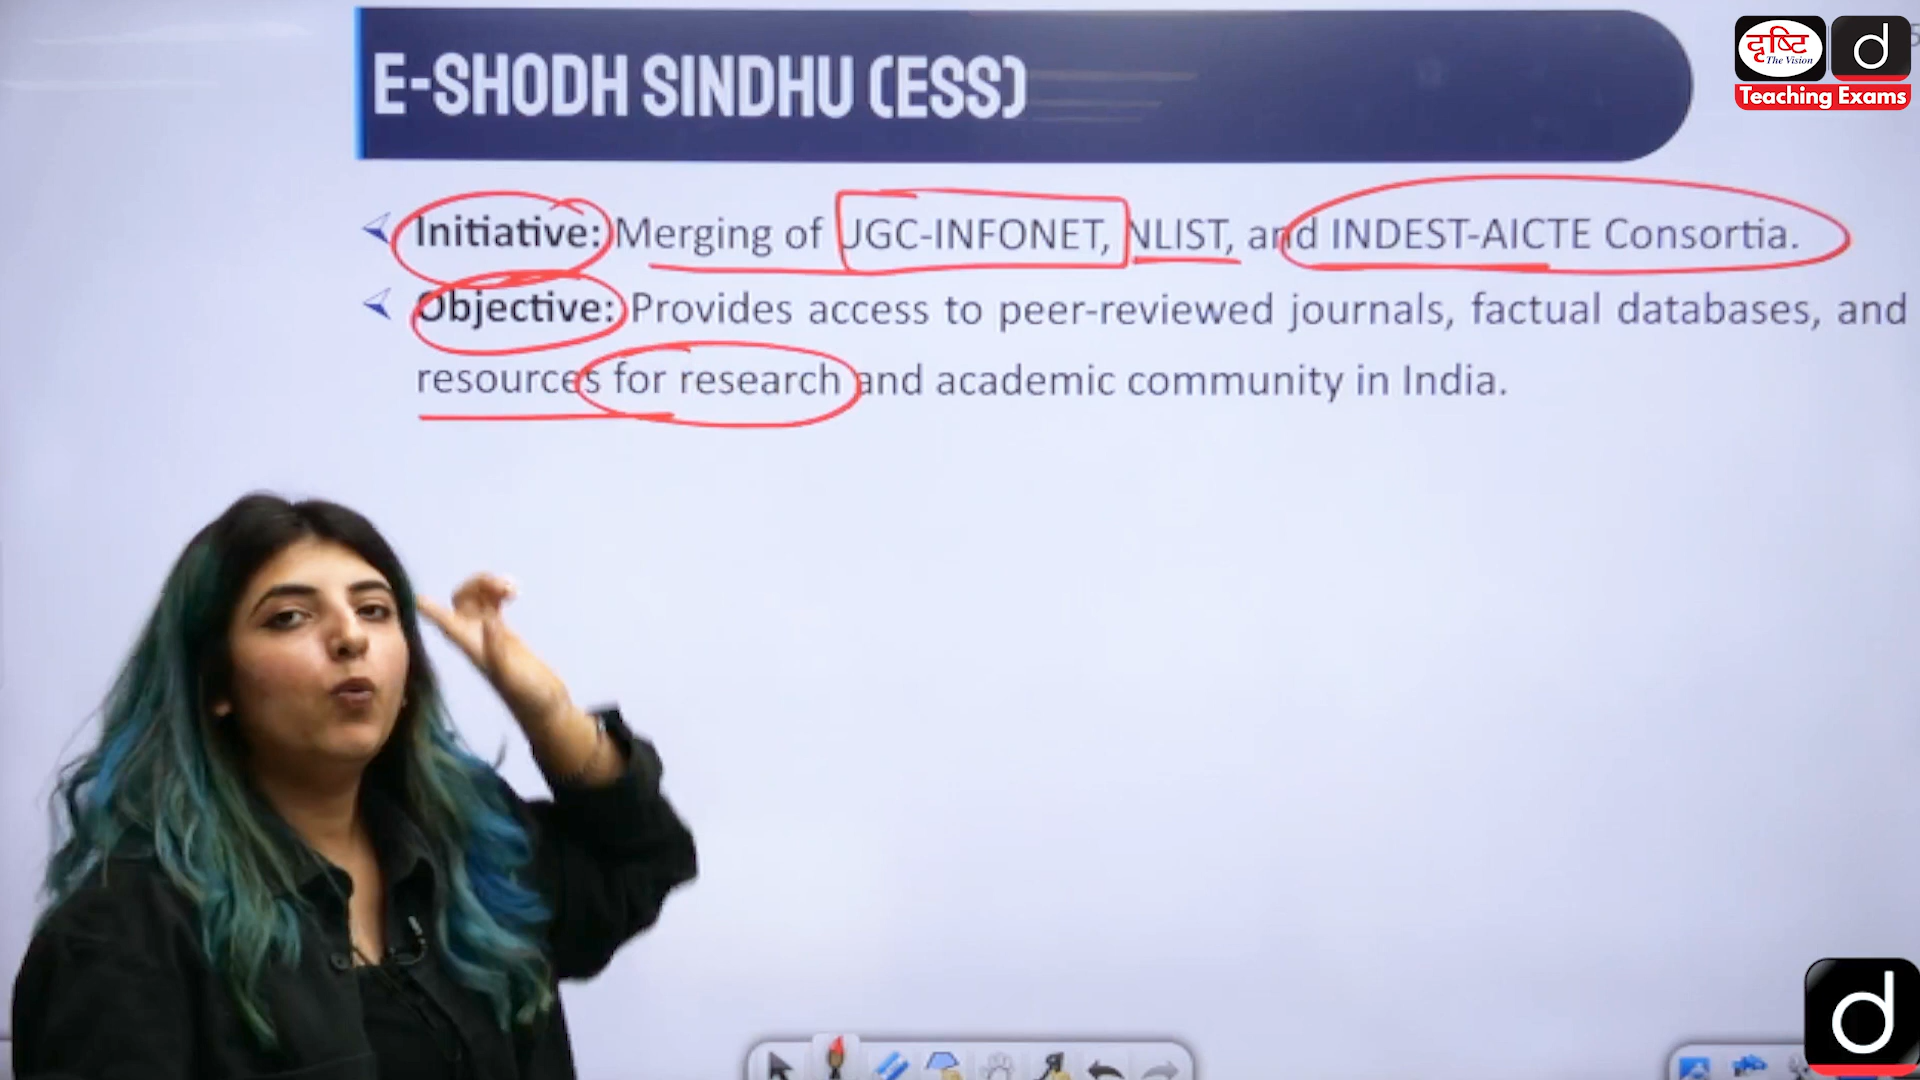 E-SHODH SINDHU (ESS)
दृष्टि
The Vision
d
Teaching Exams
Initiative: Merging of UGC-INFONET, NLIST, and INDEST-AICTE Consortia.
Objective: Provides access to peer-reviewed journals, factual databases, and
resources for research and academic community in India.
d